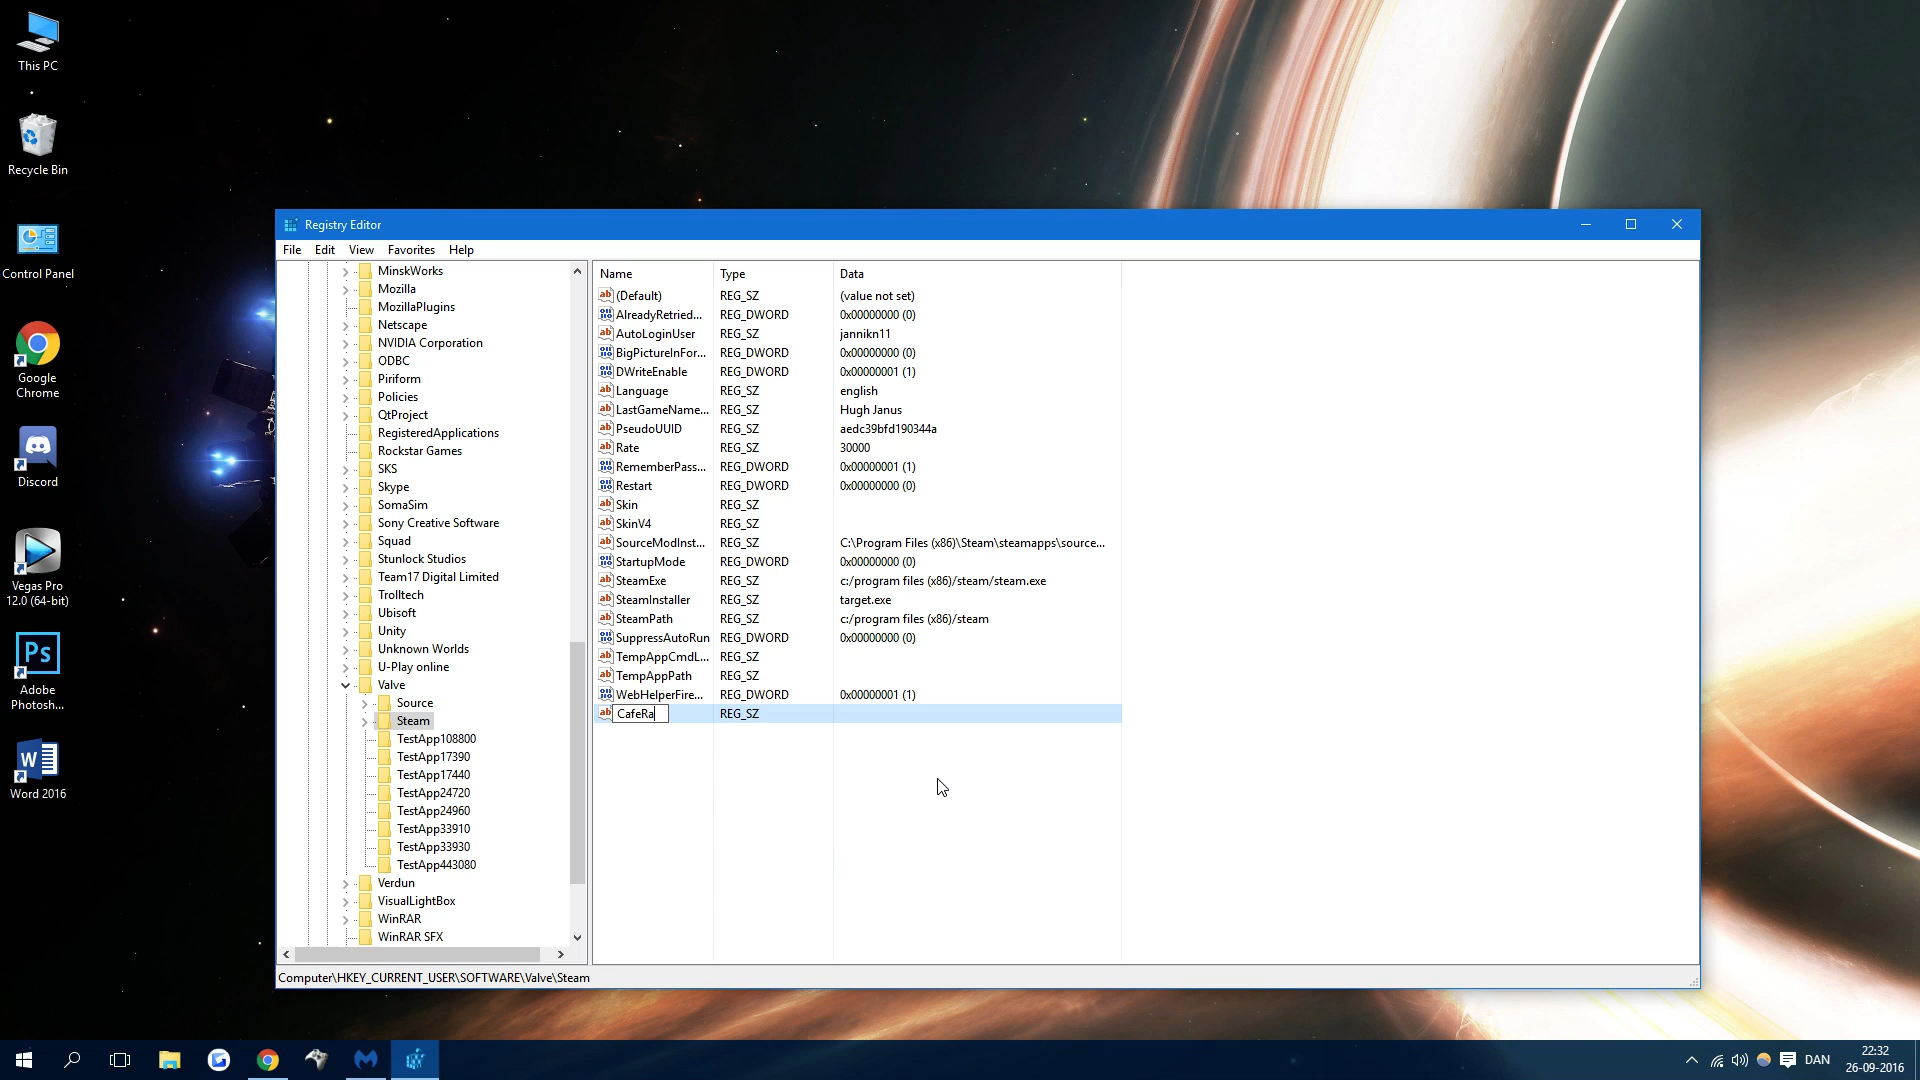 This PC
Recycle Bin
Control Panel
Google
Chrome
Discord
Vegas Pro
12.0 (64-bit)
Ps
Adobe
Photosh...
Word 2016
Registry Editor
File Edit View Favorites Help
MinskWorks
Mozilla
MozillaPlugins
Netscape
NVIDIA Corporation
ODBC
Piriform
Policies
QtProject
RegisteredApplications
Rockstar Games
SKS
Skype
SomaSim
Sony Creative Software
Squad
Stunlock Studios
Team17 Digital Limited
Trolltech
Ubisoft
Unity
Unknown Worlds
U-Play online
Valve
Source
Steam
TestApp108800
TestApp17390
TestApp17440
TestApp24720
TestApp24960
TestApp33910
TestApp33930
TestApp443080
Verdun
VisualLightBox
WinRAR
WinRAR SFX
Name Type Data
(Default) REG_SZ (value not set)
AlreadyRetried... REG_DWORD 0x00000000 (0)
AutoLoginUser REG_SZ jannikn11
BigPictureInFor... REG_DWORD 0x00000000 (0)
DWriteEnable REG_DWORD 0x00000001 (1)
Language REG_SZ english
LastGameName... REG_SZ Hugh Janus
PseudoUUID REG_SZ aedc39bfd190344a
Rate REG_SZ 30000
RememberPass... REG_DWORD 0x00000001 (1)
Restart REG_DWORD 0x00000000 (0)
Skin REG_SZ
SkinV4 REG_SZ
SourceModInst... REG_SZ C:\Program Files (x86)\Steam\steamapps\source...
StartupMode REG_DWORD 0x00000000 (0)
SteamExe REG_SZ c:/program files (x86)/steam/steam.exe
SteamInstaller REG_SZ target.exe
SteamPath REG_SZ c:/program files (x86)/steam
SuppressAutoRun REG_DWORD 0x00000000 (0)
TempAppCmdL... REG_SZ
TempAppPath REG_SZ
WebHelperFire... REG_DWORD 0x00000001 (1)
CafeRa REG_SZ
Computer\HKEY_CURRENT_USER\SOFTWARE\Valve\Steam
DAN
22:32
26-09-2016